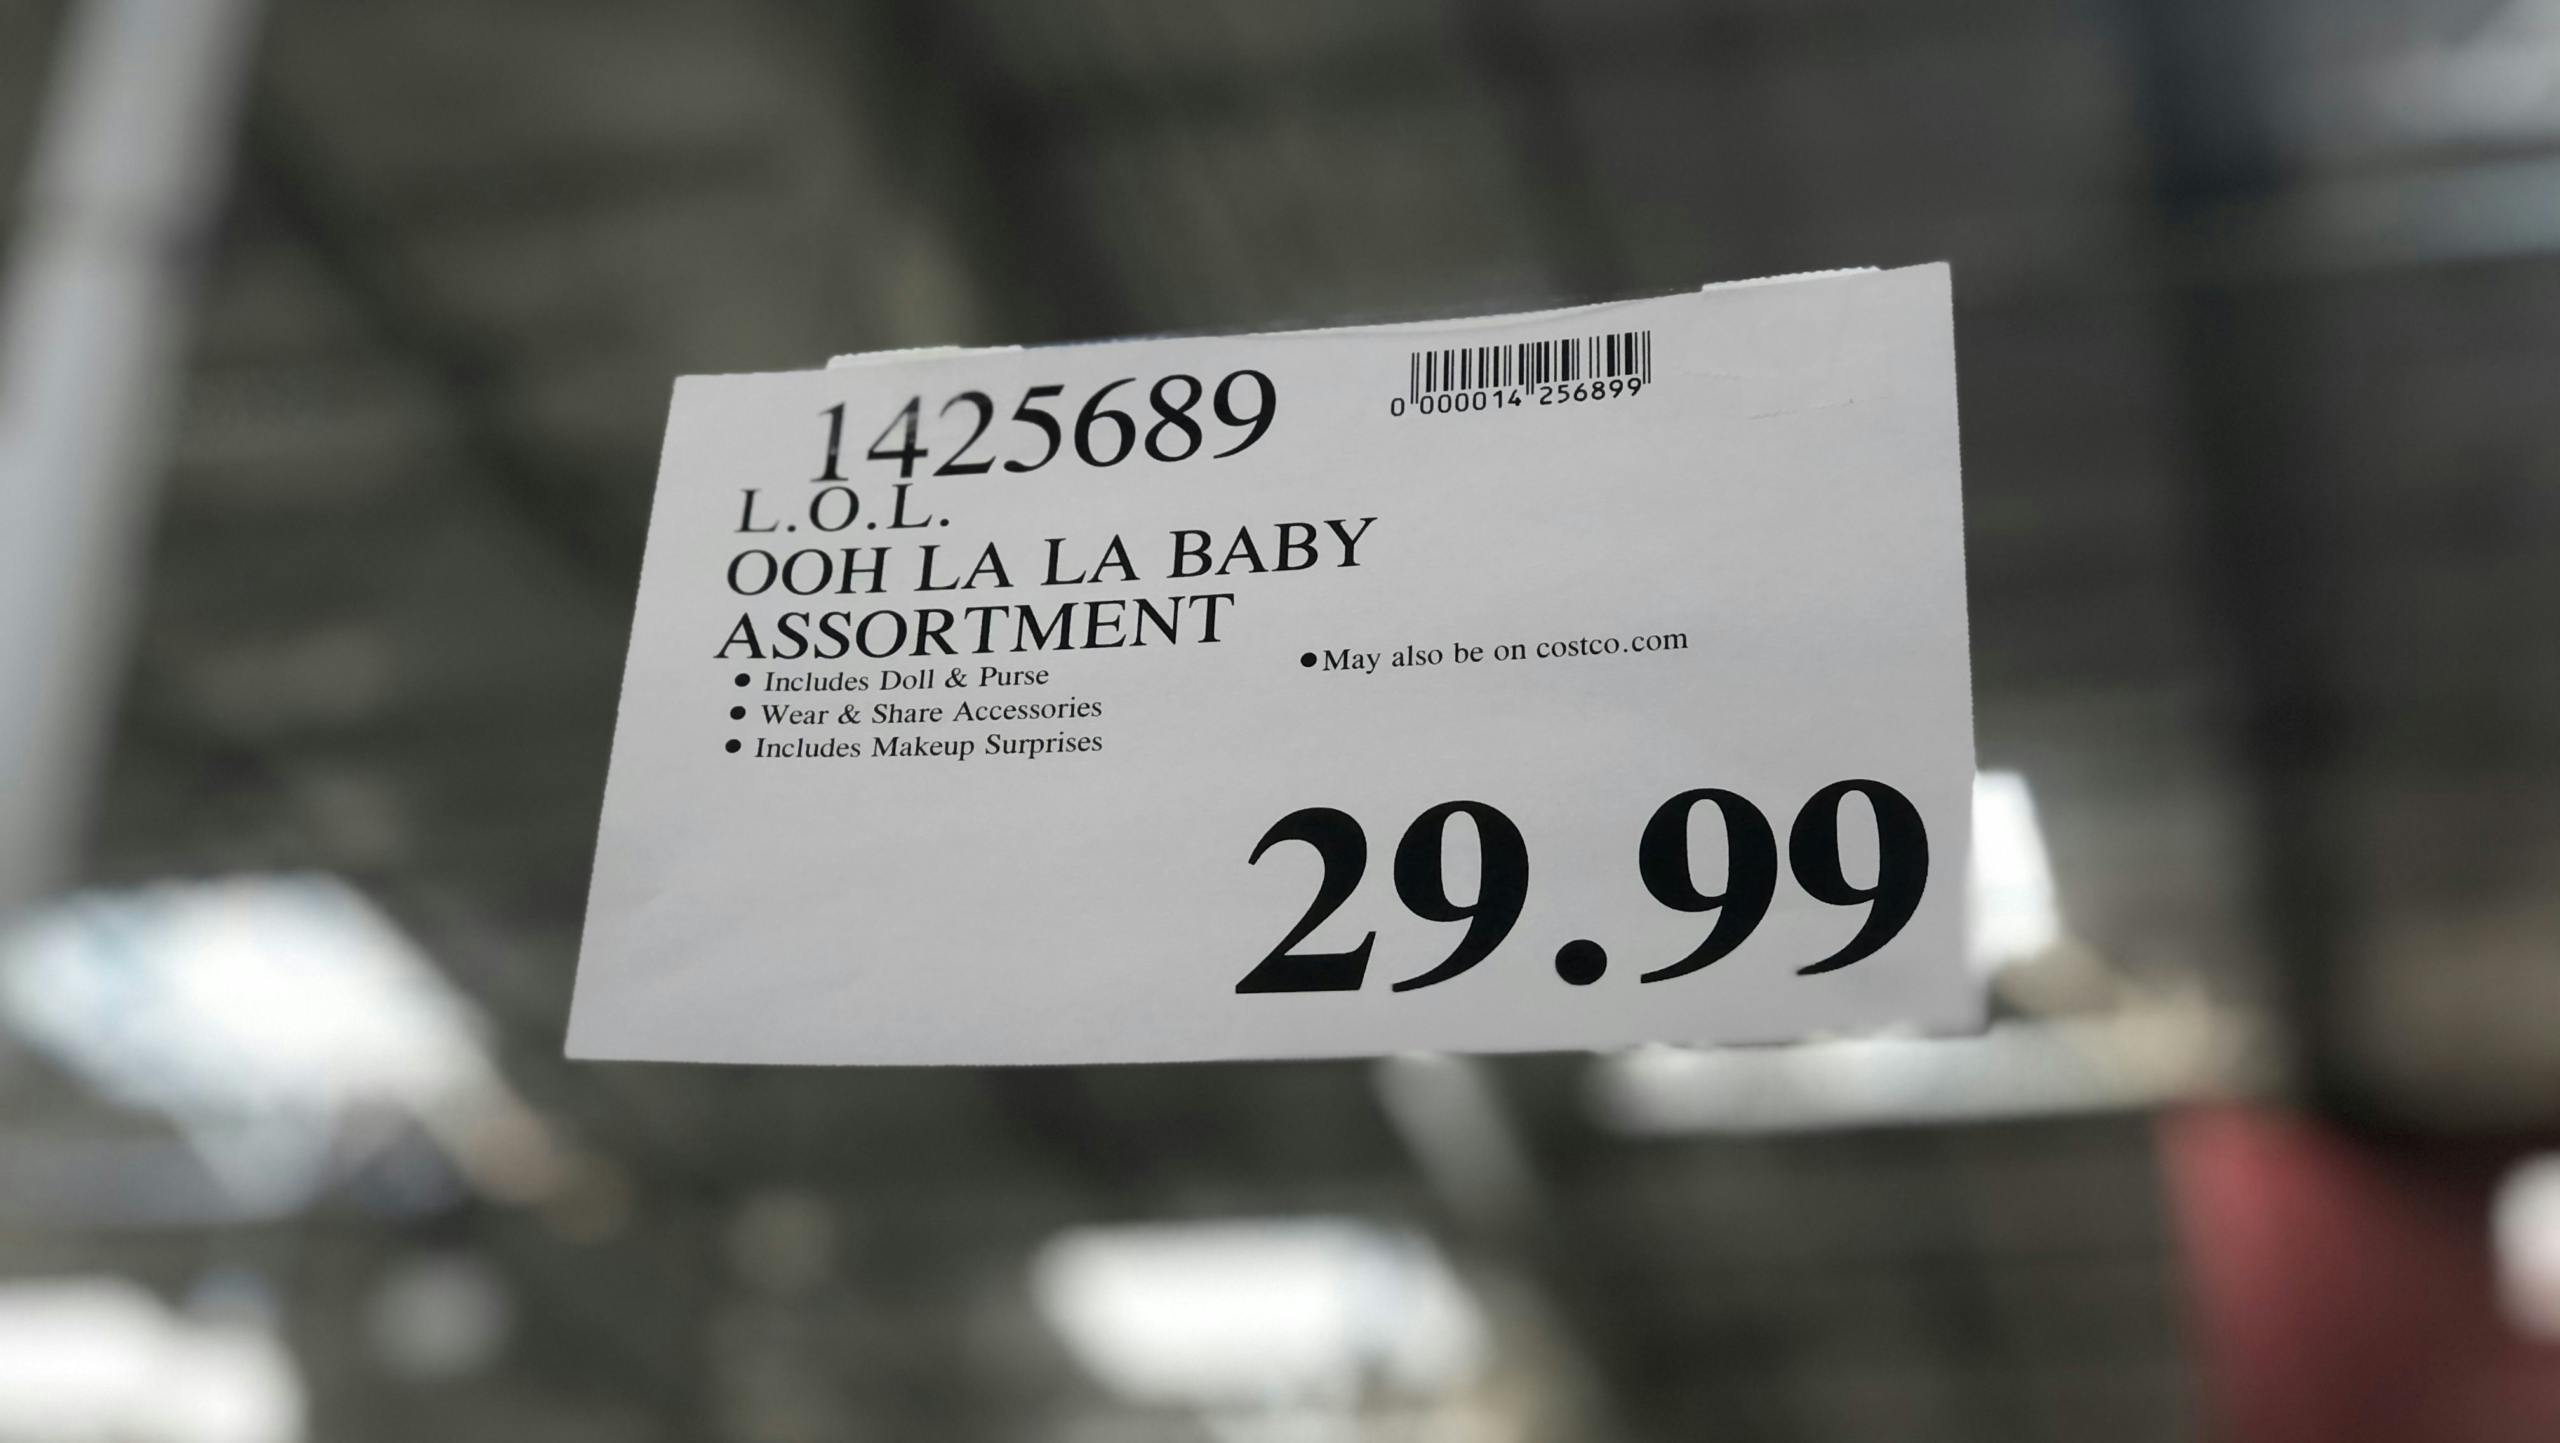 1425689
0 000014 256899
L.O.L.
OOH LA LA BABY
ASSORTMENT
● Includes Doll & Purse
● Wear & Share Accessories
● Includes Makeup Surprises
●May also be on costco.com
29.99